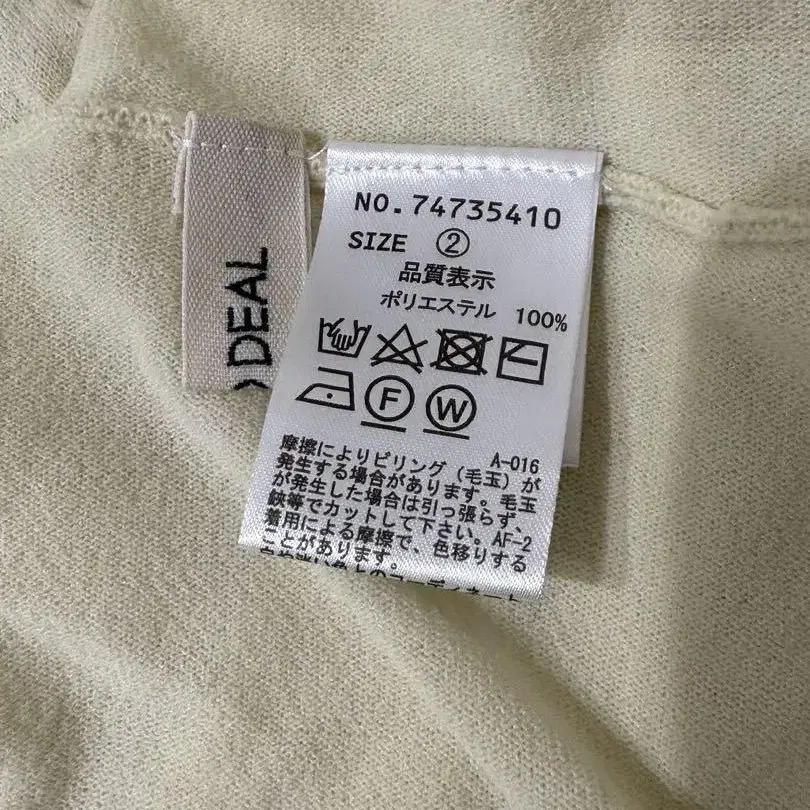 DEAL
NO.74735410
SIZE ②
品質表示
ポリエステル 100%
F W
A-016
摩擦によりピリング(毛玉)が
発生する場合があります。毛玉
が発生した場合は引っ張らず、
鋏等でカットして下さい。AF-2
着用による摩擦で、色移りする
ことがあります。